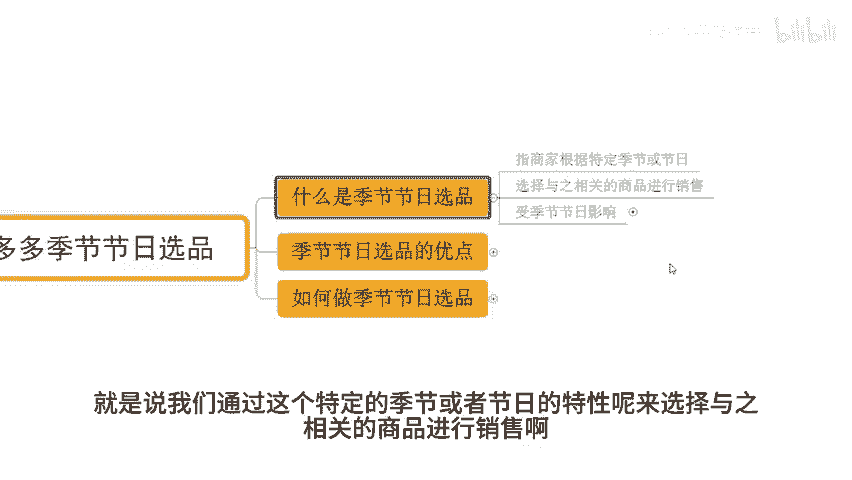 bilibili
指商家根据特定季节或节日
选择与之相关的商品进行销售
受季节节日影响
什么是季节节日选品
多多季节节日选品
季节节日选品的优点
如何做季节节日选品
就是说我们通过这个特定的季节或者节日的特性呢来选择与之
相关的商品进行销售啊